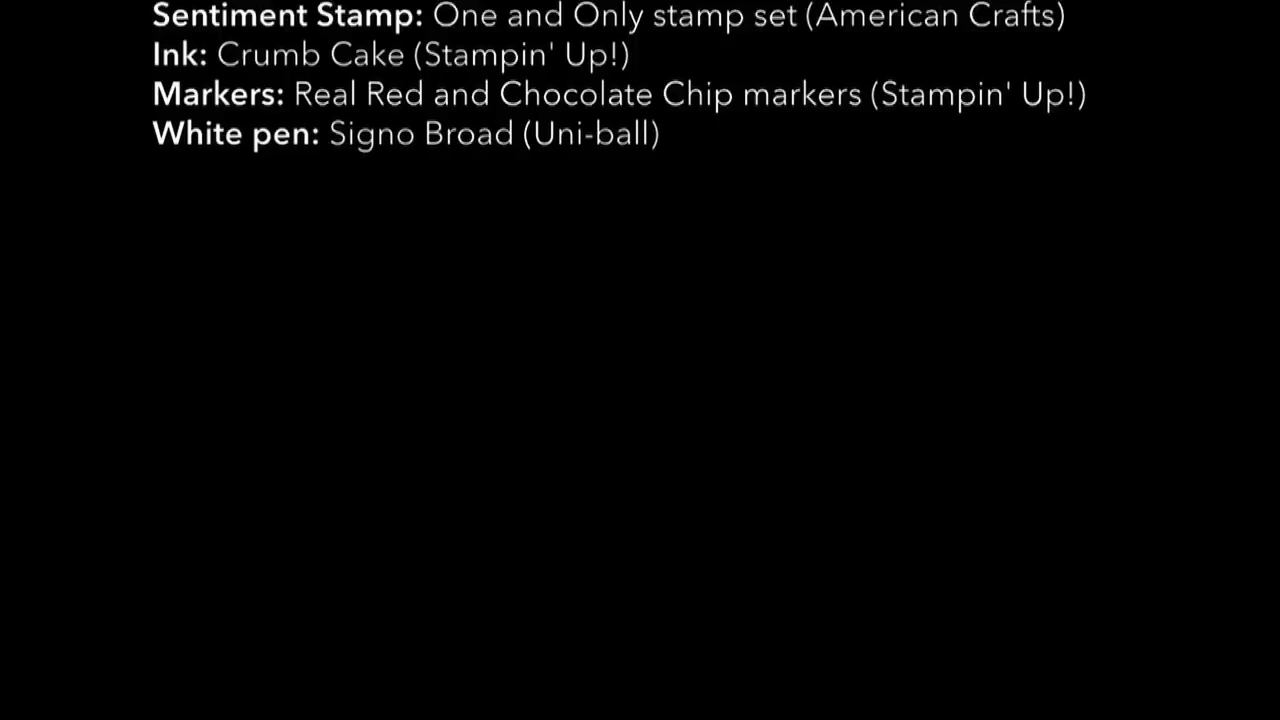 Sentiment Stamp: One and Only stamp set (American Crafts)
Ink: Crumb Cake (Stampin' Up!)
Markers: Real Red and Chocolate Chip markers (Stampin' Up!)
White pen: Signo Broad (Uni-ball)